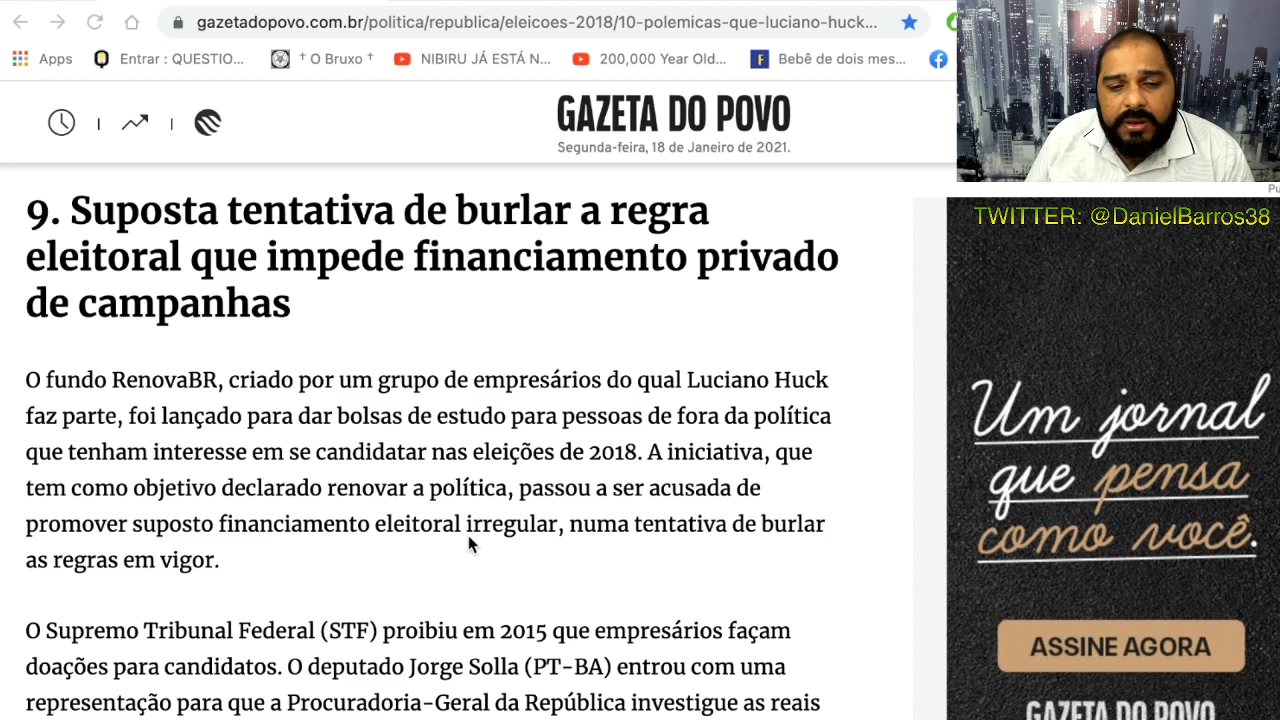 gazetadopovo.com.br/politica/republica/eleicoes-2018/10-polemicas-que-luciano-huck...
Apps Entrar : QUESTIO... † O Bruxo † NIBIRU JÁ ESTÁ N... 200,000 Year Old... Bebê de dois mes...
GAZETA DO POVO
Segunda-feira, 18 de Janeiro de 2021.
9. Suposta tentativa de burlar a regra
eleitoral que impede financiamento privado
de campanhas
O fundo RenovaBR, criado por um grupo de empresários do qual Luciano Huck
faz parte, foi lançado para dar bolsas de estudo para pessoas de fora da política
que tenham interesse em se candidatar nas eleições de 2018. A iniciativa, que
tem como objetivo declarado renovar a política, passou a ser acusada de
promover suposto financiamento eleitoral irregular, numa tentativa de burlar
as regras em vigor.
O Supremo Tribunal Federal (STF) proibiu em 2015 que empresários façam
doações para candidatos. O deputado Jorge Solla (PT-BA) entrou com uma
representação para que a Procuradoria-Geral da República investigue as reais
Pu
TWITTER: @DanielBarros38
Um jornal
que pensa
como você.
ASSINE AGORA
GAZETA DO POVO